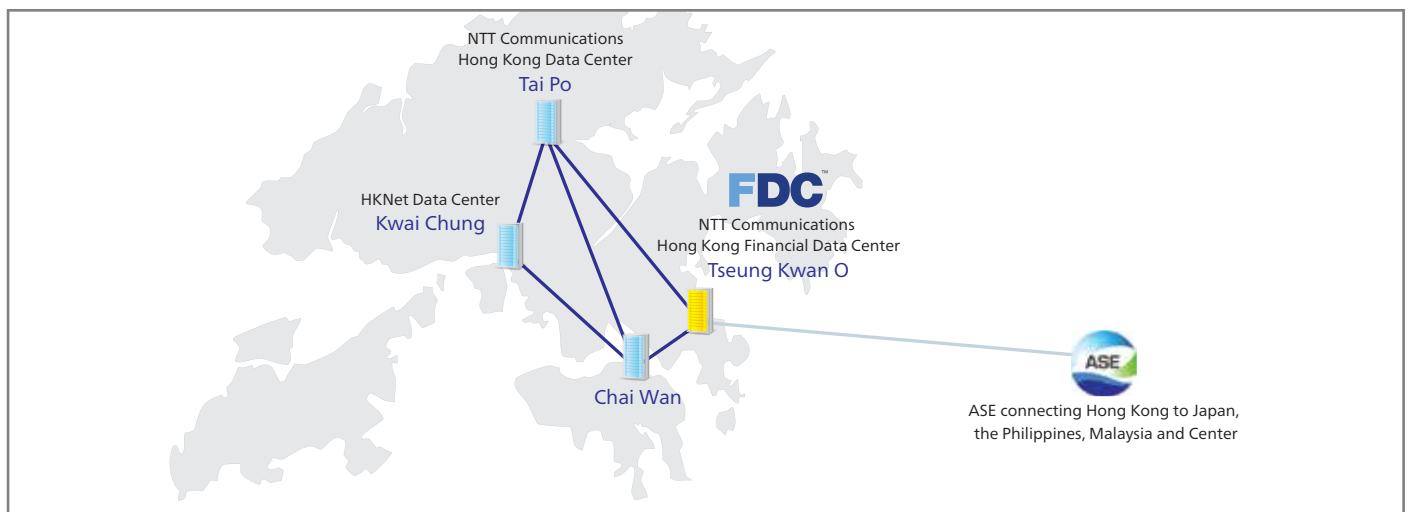 NTT Communications
Hong Kong Data Center
Tai Po
HKNet Data Center
Kwai Chung
FDC™
NTT Communications
Hong Kong Financial Data Center
Tseung Kwan O
Chai Wan
ASE
ASE connecting Hong Kong to Japan,
the Philippines, Malaysia and Center